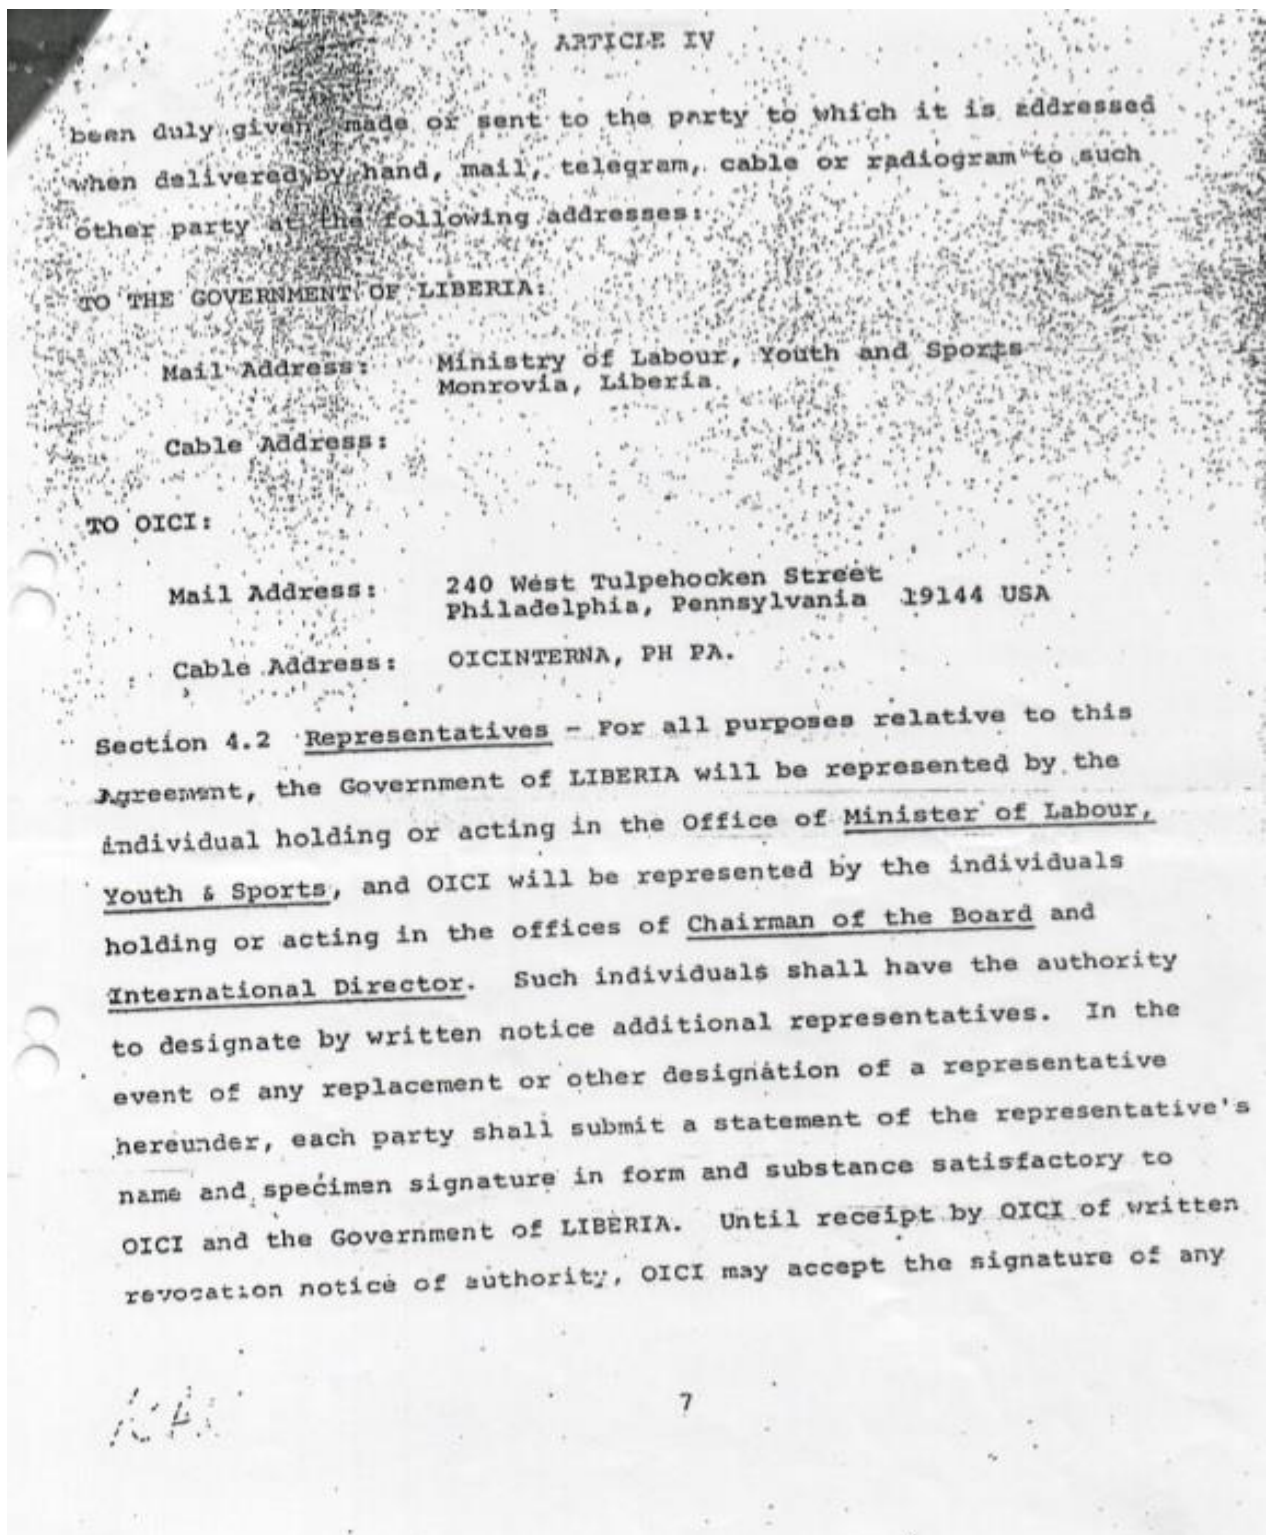 ARTICLE IV
been duly given, made or sent to the party to which it is addressed
when delivered by hand, mail, telegram, cable or radiogram to such
other party at the following addresses:
TO THE GOVERNMENT OF LIBERIA:
Mail Address: Ministry of Labour, Youth and Sports
Monrovia, Liberia
Cable Address:
TO OICI:
Mail Address: 240 West Tulpehocken Street
Philadelphia, Pennsylvania 19144 USA
Cable Address: OICINTERNA, PH PA.
Section 4.2 Representatives - For all purposes relative to this
Agreement, the Government of LIBERIA will be represented by the
individual holding or acting in the Office of Minister of Labour,
Youth & Sports, and OICI will be represented by the individuals
holding or acting in the offices of Chairman of the Board and
International Director. Such individuals shall have the authority
to designate by written notice additional representatives. In the
event of any replacement or other designation of a representative
hereunder, each party shall submit a statement of the representative's
name and specimen signature in form and substance satisfactory to
OICI and the Government of LIBERIA. Until receipt by OICI of written
revocation notice of authority, OICI may accept the signature of any
7